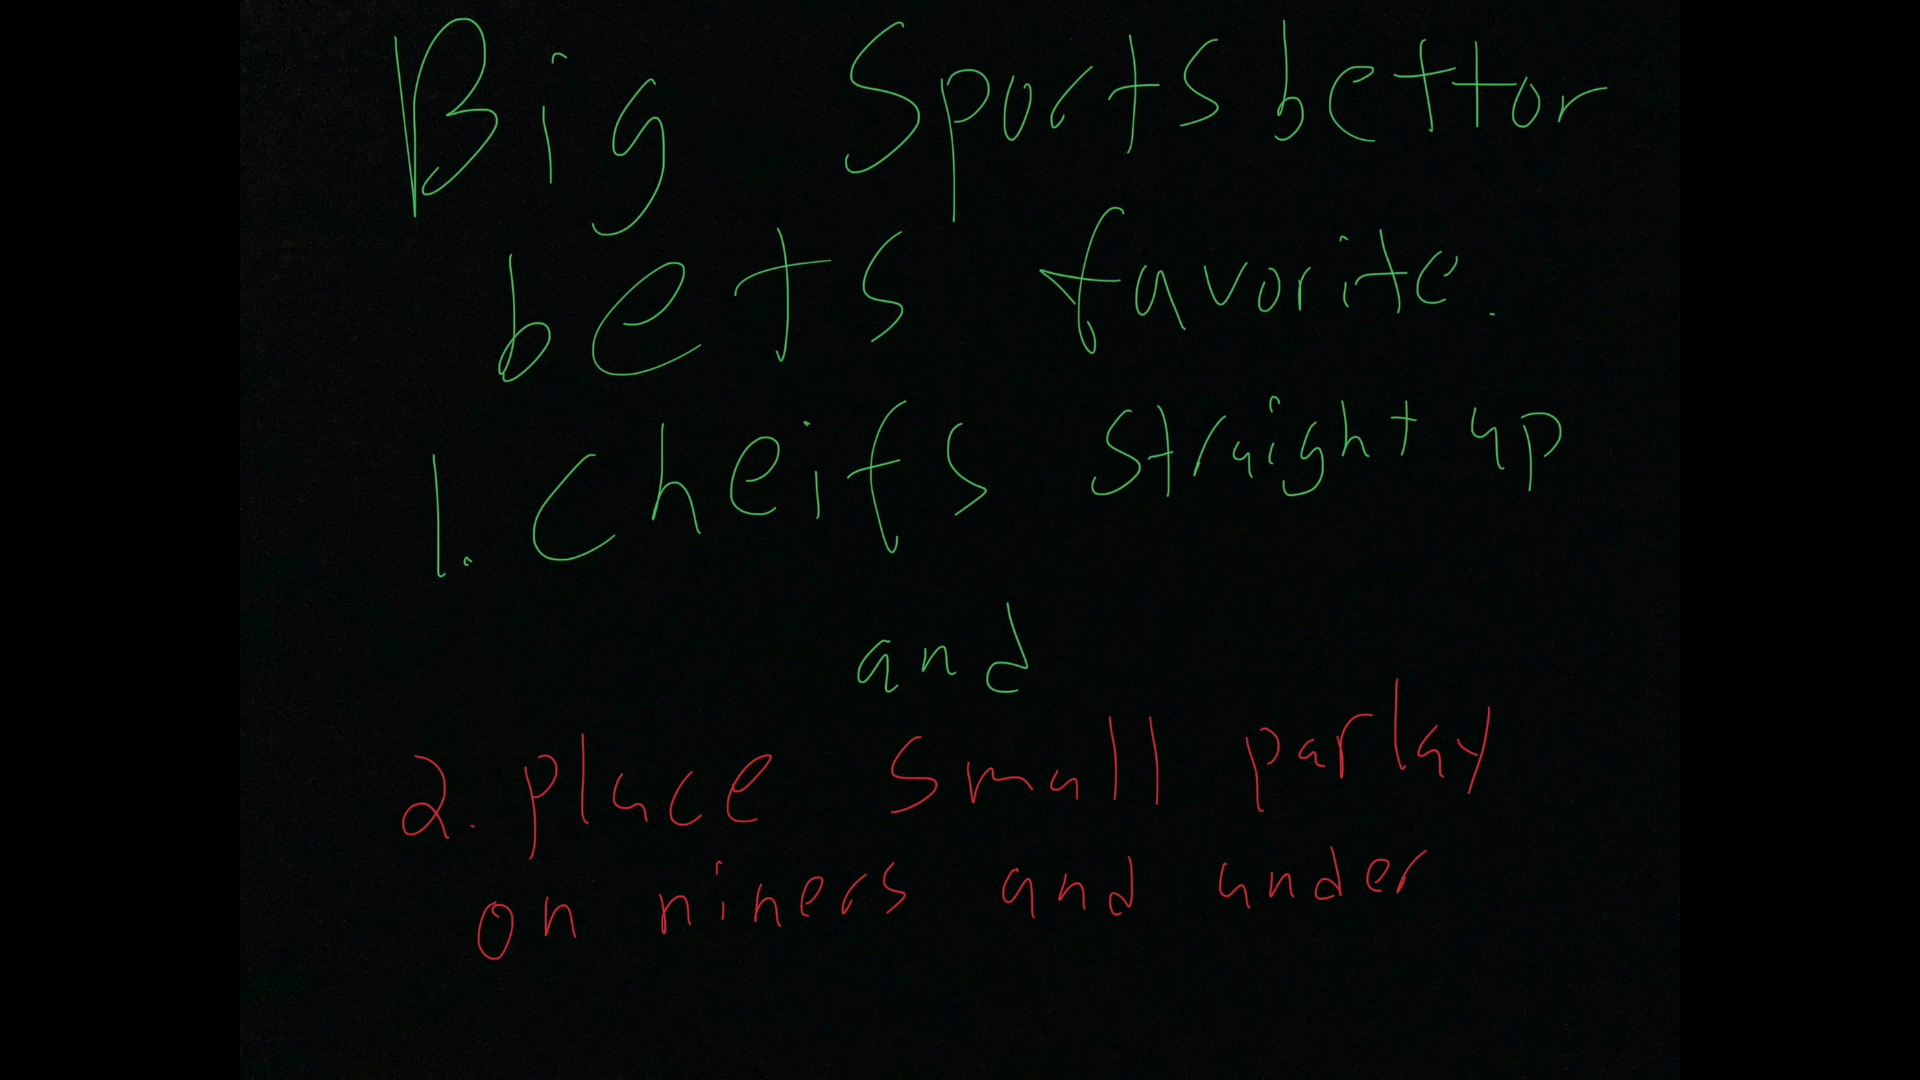 Big Sportsbettor
bets favorite.
1. Cheifs straight up
and
2. Place small parlay
on niners and under